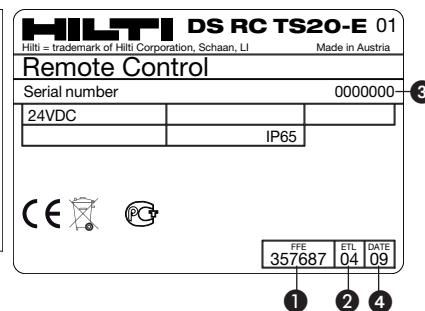 HILTI DS RC TS20-E 01
Hilti = trademark of Hilti Corporation, Schaan, LI Made in Austria
Remote Control
Serial number 0000000
3
24VDC
IP65
CE PCT
FFE ETL DATE
357687 04 09
1 2 4